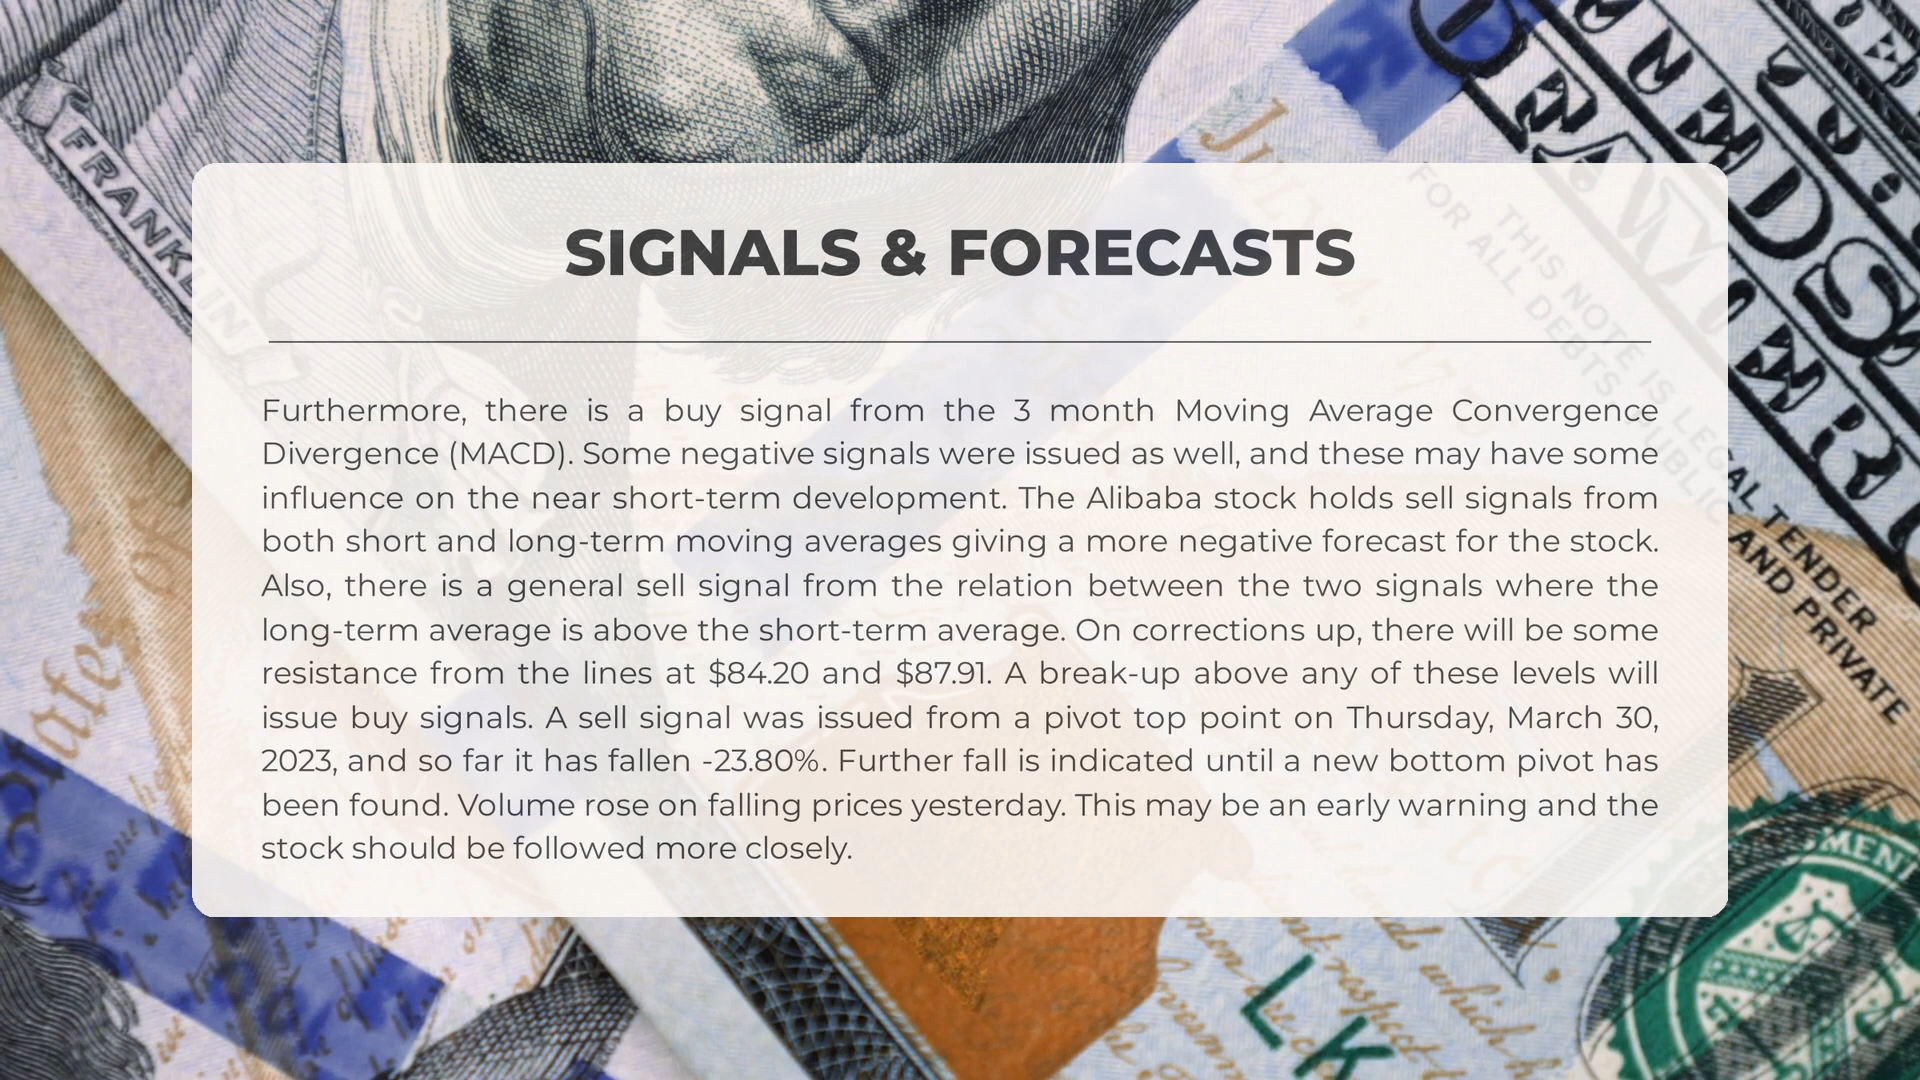 FRANKLIN
SIGNALS & FORECASTS
THIS NOTE IS LEGAL TENDER
FOR ALL DEBTS, PUBLIC AND PRIVATE
Furthermore, there is a buy signal from the 3 month Moving Average Convergence
Divergence (MACD). Some negative signals were issued as well, and these may have some
influence on the near short-term development. The Alibaba stock holds sell signals from
both short and long-term moving averages giving a more negative forecast for the stock.
Also, there is a general sell signal from the relation between the two signals where the
long-term average is above the short-term average. On corrections up, there will be some
resistance from the lines at $84.20 and $87.91. A break-up above any of these levels will
issue buy signals. A sell signal was issued from a pivot top point on Thursday, March 30,
2023, and so far it has fallen -23.80%. Further fall is indicated until a new bottom pivot has
been found. Volume rose on falling prices yesterday. This may be an early warning and the
stock should be followed more closely.
L K